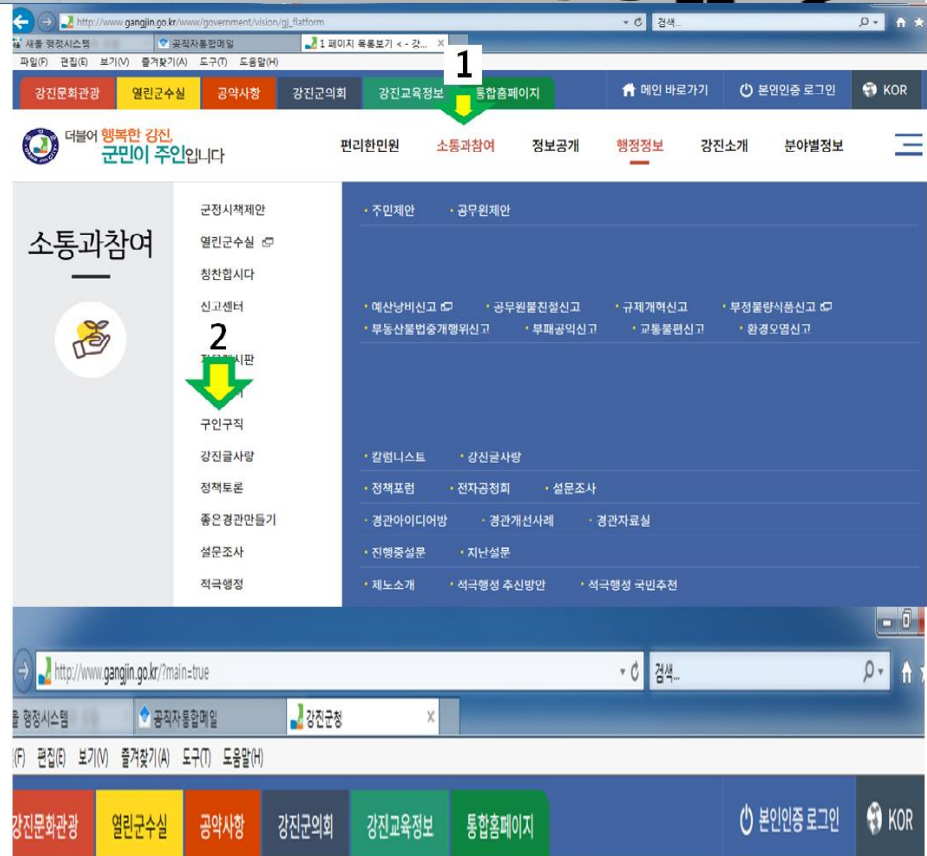 http://www.gangjin.go.kr/www/government/vision/gj_flatform
검색...
새올 행정시스템
공직자통합메일
1 페이지 목록보기 < - 갓...
파일(F) 편집(E) 보기(V) 즐겨찾기(A) 도구(T) 도움말(H)
1
강진문화관광 열린군수실 공약사항 강진군의회 강진교육정보 통합홈페이지 메인 바로가기 본인인증 로그인 KOR
더불어 행복한 강진,
군민이 주인입니다
편리한민원 소통과참여 정보공개 행정정보 강진소개 분야별정보
소통과참여
군정시책제안 · 주민제안 · 공무원제안
열린군수실
칭찬합시다
신고센터 · 예산낭비신고 · 공무원불친절신고 · 규제개혁신고 · 부정불량식품신고
· 부동산불법중개행위신고 · 부패공익신고 · 교통불편신고 · 환경오염신고
2
시판
구인구직
강진글사랑 · 칼럼니스트 · 강진글사랑
정책토론 · 정책포럼 · 전자공청회 · 설문조사
좋은경관만들기 · 경관아이디어방 · 경관개선사례 · 경관자료실
설문조사 · 진행중설문 · 지난설문
적극행정 · 제도소개 · 적극행정 추진방안 · 적극행정 국민추천
http://www.gangjin.go.kr/?main=true
검색...
행정시스템
공직자통합메일
강진군청
(F) 편집(E) 보기(V) 즐겨찾기(A) 도구(T) 도움말(H)
강진문화관광 열린군수실 공약사항 강진군의회 강진교육정보 통합홈페이지 본인인증 로그인 KOR